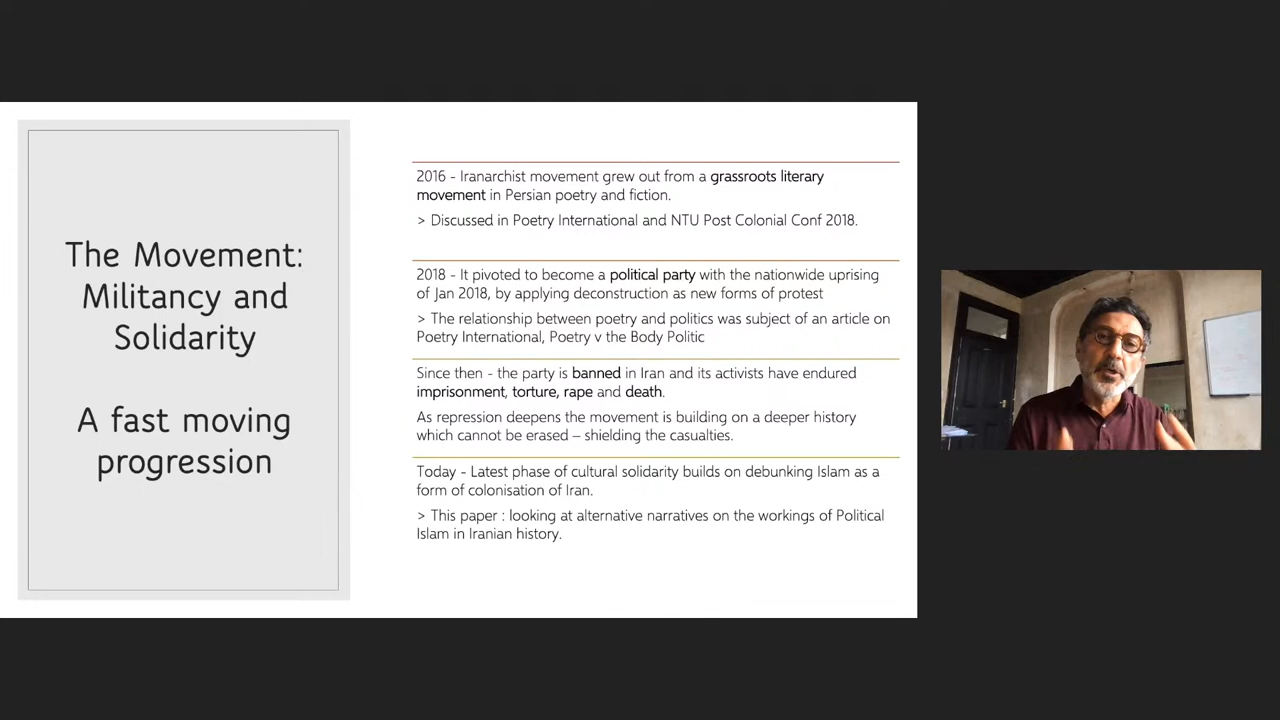 The Movement:
Militancy and
Solidarity
A fast moving
progression
2016 - Iranarchist movement grew out from a grassroots literary
movement in Persian poetry and fiction.
> Discussed in Poetry International and NTU Post Colonial Conf 2018.
2018 - It pivoted to become a political party with the nationwide uprising
of Jan 2018, by applying deconstruction as new forms of protest
> The relationship between poetry and politics was subject of an article on
Poetry International, Poetry v the Body Politic
Since then - the party is banned in Iran and its activists have endured
imprisonment, torture, rape and death.
As repression deepens the movement is building on a deeper history
which cannot be erased – shielding the casualties.
Today - Latest phase of cultural solidarity builds on debunking Islam as a
form of colonisation of Iran.
> This paper : looking at alternative narratives on the workings of Political
Islam in Iranian history.